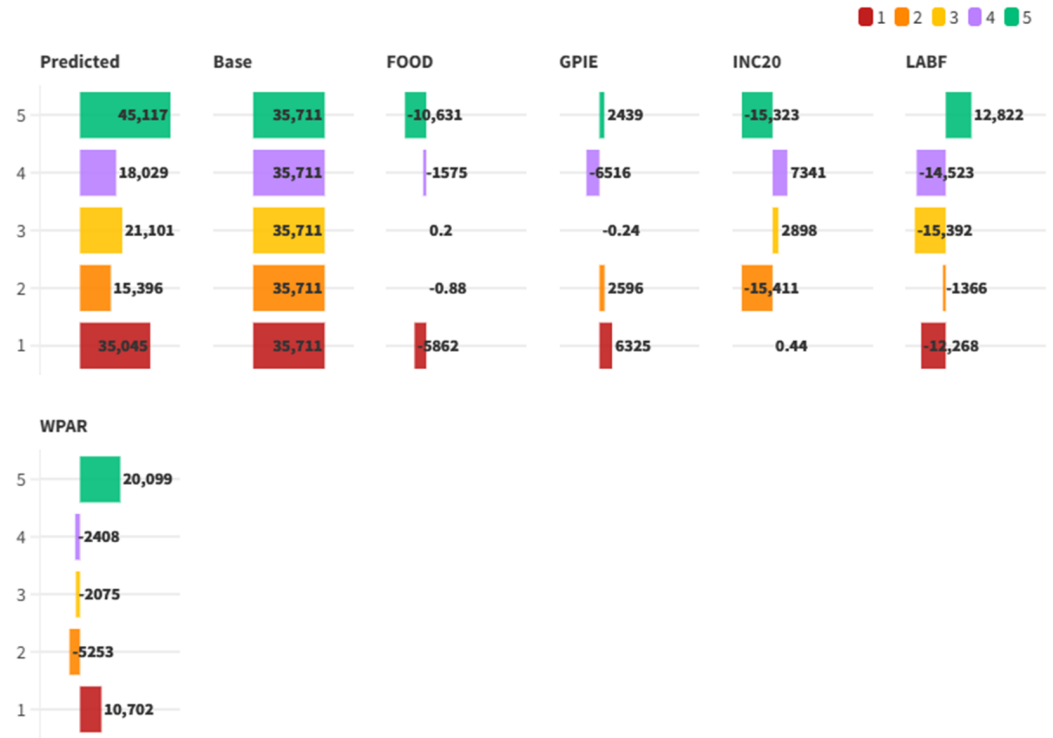 1 2 3 4 5
Predicted Base FOOD GPIE INC20 LABF
5 45,117 35,711 -10,631 2439 -15,323 12,822
4 18,029 35,711 -1575 -6516 7341 -14,523
3 21,101 35,711 0.2 -0.24 2898 -15,392
2 15,396 35,711 -0.88 2596 -15,411 -1366
1 35,045 35,711 -5862 6325 0.44 -12,268
WPAR
5 20,099
4 -2408
3 -2075
2 -5253
1 10,702